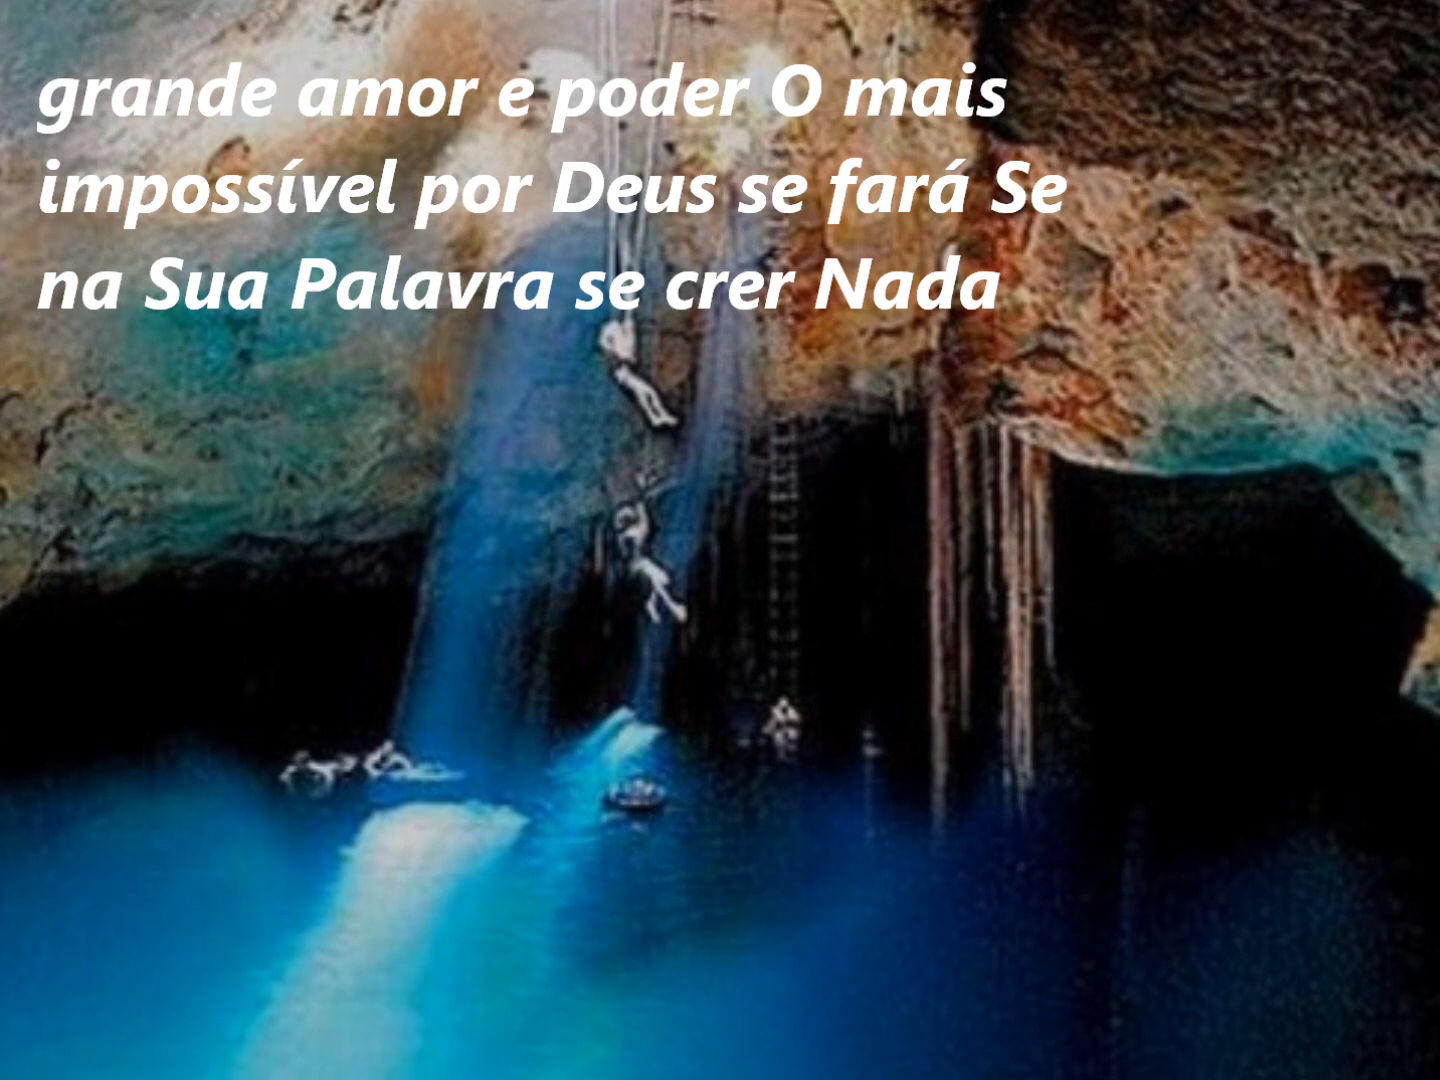 grande amor e poder O mais
impossível por Deus se fará Se
na Sua Palavra se crer Nada